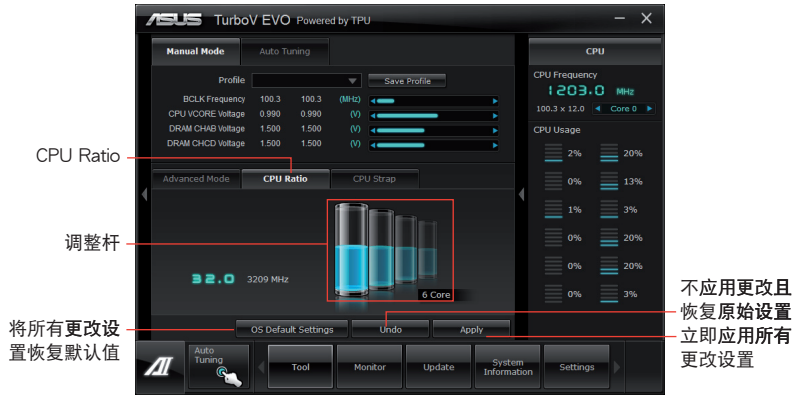 ASUS TurboV EVO Powered by TPU
Manual Mode Auto Tuning
Profile Save Profile
BCLK Frequency 100.3 100.3 (MHz)
CPU VCORE Voltage 0.990 0.990 (V)
DRAM CHAB Voltage 1.500 1.500 (V)
DRAM CHCD Voltage 1.500 1.500 (V)
CPU Ratio
Advanced Mode CPU Ratio CPU Strap
调整杆
32.0 3209 MHz
6 Core
将所有更改设
置恢复默认值
OS Default Settings Undo Apply
CPU
CPU Frequency
1203.0 MHz
100.3 x 12.0 Core 0
CPU Usage
2% 20%
0% 13%
1% 3%
0% 20%
0% 20%
0% 3%
不应用更改且
恢复原始设置
立即应用所有
更改设置
AI
Auto
Tuning
Tool Monitor Update
System
Information
Settings